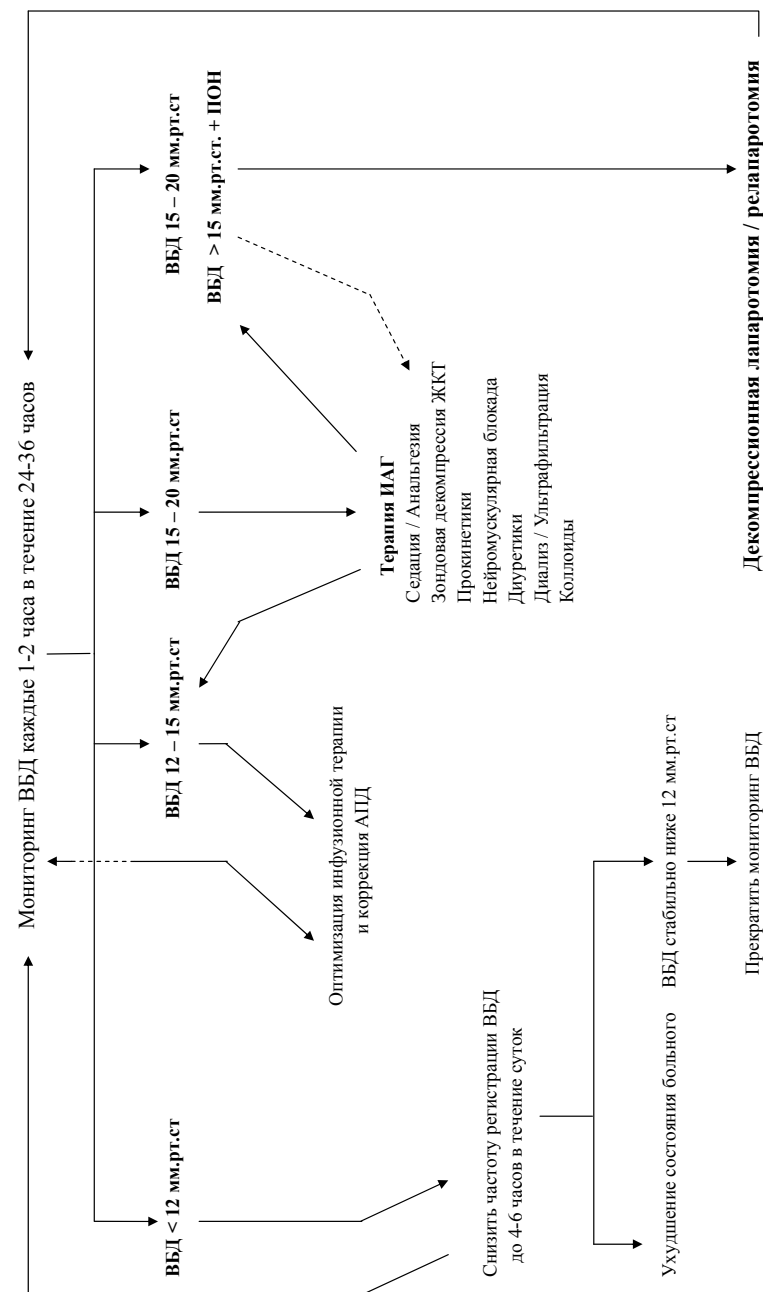 Мониторинг ВБД каждые 1-2 часа в течение 24-36 часов
ВБД < 12 мм.рт.ст
ВБД 12 – 15 мм.рт.ст
ВБД 15 – 20 мм.рт.ст
ВБД 15 – 20 мм.рт.ст
ВБД > 15 мм.рт.ст. + ПОН
Оптимизация инфузионной терапии
и коррекция АПД
Терапия ИАГ
Седация / Анальгезия
Зондовая декомпрессия ЖКТ
Прокинетики
Нейромускулярная блокада
Диуретики
Диализ / Ультрафильтрация
Коллоиды
Снизить частоту регистрации ВБД
до 4-6 часов в течение суток
Ухудшение состояния больного
ВБД стабильно ниже 12 мм.рт.ст
Прекратить мониторинг ВБД
Декомпрессионная лапаротомия / релапаротомия